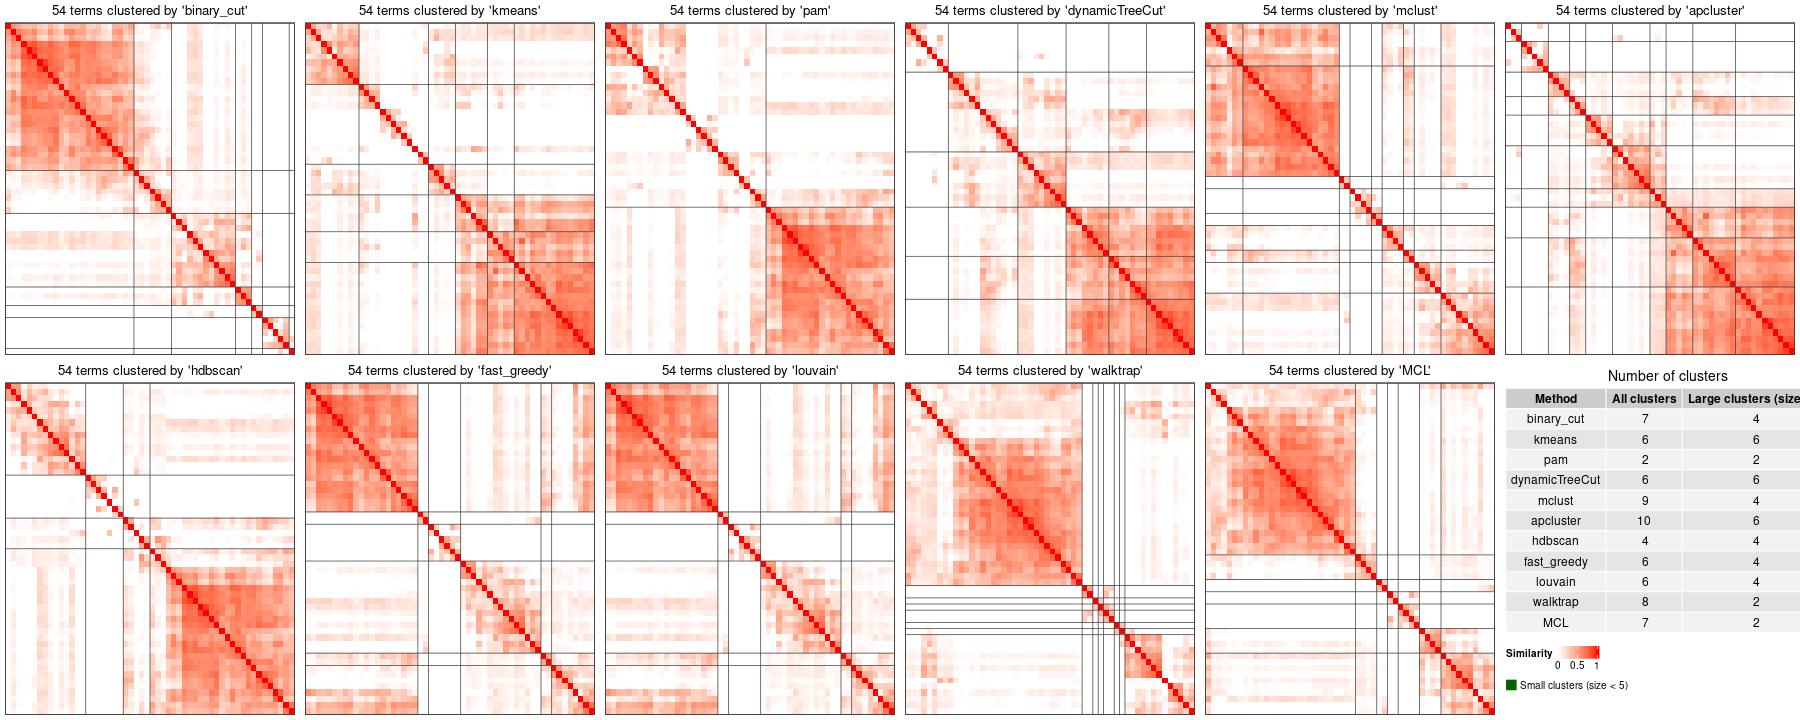 54 terms clustered by 'binary_cut'
54 terms clustered by 'kmeans'
54 terms clustered by 'pam'
54 terms clustered by 'dynamicTreeCut'
54 terms clustered by 'mclust'
54 terms clustered by 'apcluster'
54 terms clustered by 'hdbscan'
54 terms clustered by 'fast_greedy'
54 terms clustered by 'louvain'
54 terms clustered by 'walktrap'
54 terms clustered by 'MCL'
Number of clusters
Method All clusters Large clusters (size
binary_cut 7 4
kmeans 6 6
pam 2 2
dynamicTreeCut 6 6
mclust 9 4
apcluster 10 6
hdbscan 4 4
fast_greedy 6 4
louvain 6 4
walktrap 8 2
MCL 7 2
Similarity
0 0.5 1
Small clusters (size < 5)